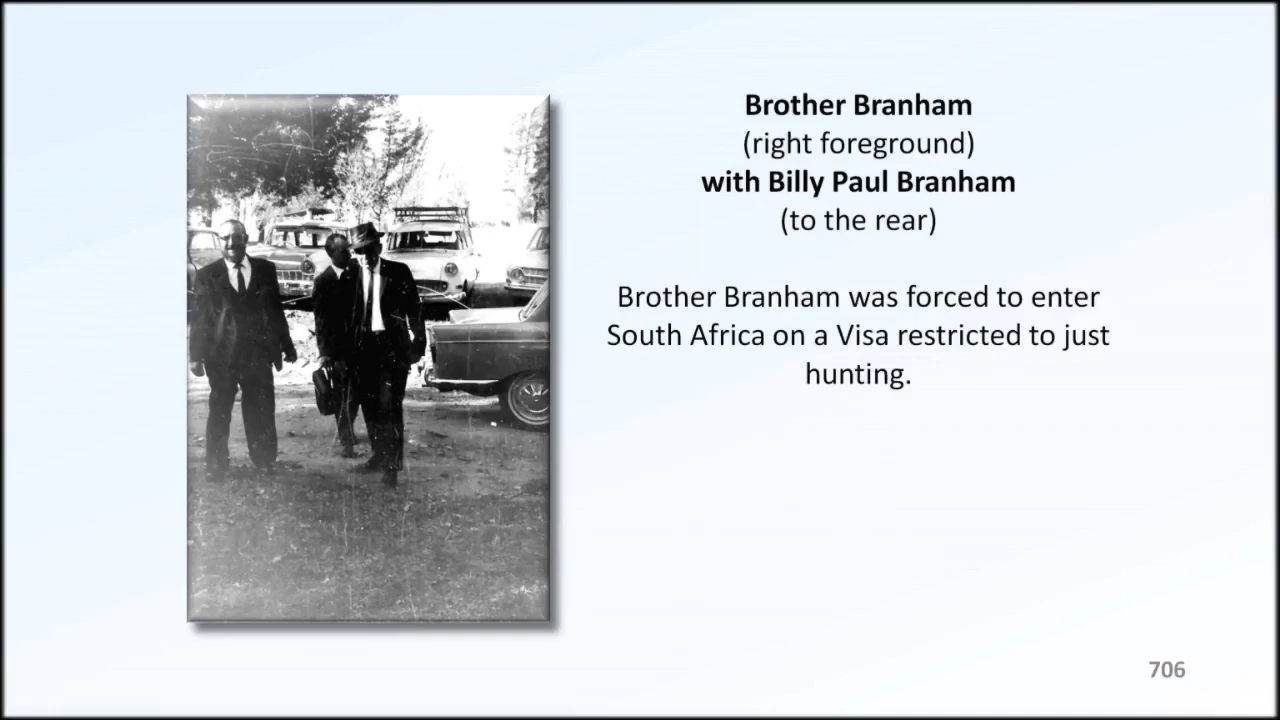 Brother Branham
(right foreground)
with Billy Paul Branham
(to the rear)
Brother Branham was forced to enter
South Africa on a Visa restricted to just
hunting.
706